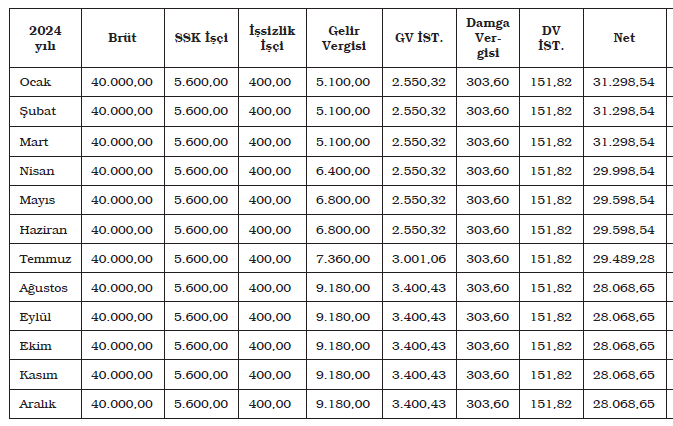 2024 yılı Brüt SSK İşçi İşsizlik İşçi Gelir Vergisi GV İST. Damga Ver-gisi DV İST. Net
Ocak 40.000,00 5.600,00 400,00 5.100,00 2.550,32 303,60 151,82 31.298,54
Şubat 40.000,00 5.600,00 400,00 5.100,00 2.550,32 303,60 151,82 31.298,54
Mart 40.000,00 5.600,00 400,00 5.100,00 2.550,32 303,60 151,82 31.298,54
Nisan 40.000,00 5.600,00 400,00 6.400,00 2.550,32 303,60 151,82 29.998,54
Mayıs 40.000,00 5.600,00 400,00 6.800,00 2.550,32 303,60 151,82 29.598,54
Haziran 40.000,00 5.600,00 400,00 6.800,00 2.550,32 303,60 151,82 29.598,54
Temmuz 40.000,00 5.600,00 400,00 7.360,00 3.001,06 303,60 151,82 29.489,28
Ağustos 40.000,00 5.600,00 400,00 9.180,00 3.400,43 303,60 151,82 28.068,65
Eylül 40.000,00 5.600,00 400,00 9.180,00 3.400,43 303,60 151,82 28.068,65
Ekim 40.000,00 5.600,00 400,00 9.180,00 3.400,43 303,60 151,82 28.068,65
Kasım 40.000,00 5.600,00 400,00 9.180,00 3.400,43 303,60 151,82 28.068,65
Aralık 40.000,00 5.600,00 400,00 9.180,00 3.400,43 303,60 151,82 28.068,65